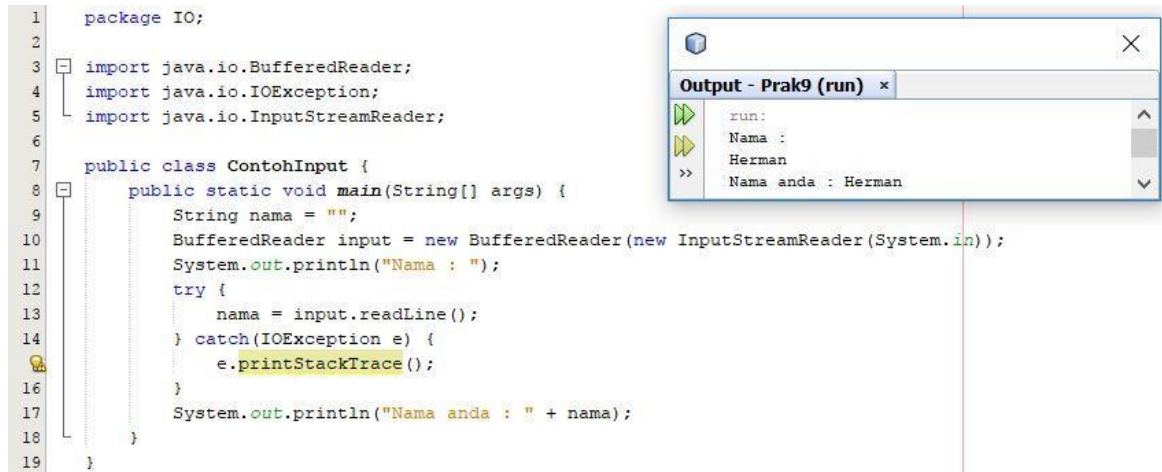 1 package IO;
2
3 import java.io.BufferedReader;
4 import java.io.IOException;
5 import java.io.InputStreamReader;
6
7 public class ContohInput {
8 public static void main(String[] args) {
9 String nama = "";
10 BufferedReader input = new BufferedReader(new InputStreamReader(System.in));
11 System.out.println("Nama : ");
12 try {
13 nama = input.readLine();
14 } catch(IOException e) {
e.printStackTrace();
16 }
17 System.out.println("Nama anda : " + nama);
18 }
19 }
Output - Prak9 (run) ×
run:
Nama :
Herman
Nama anda : Herman